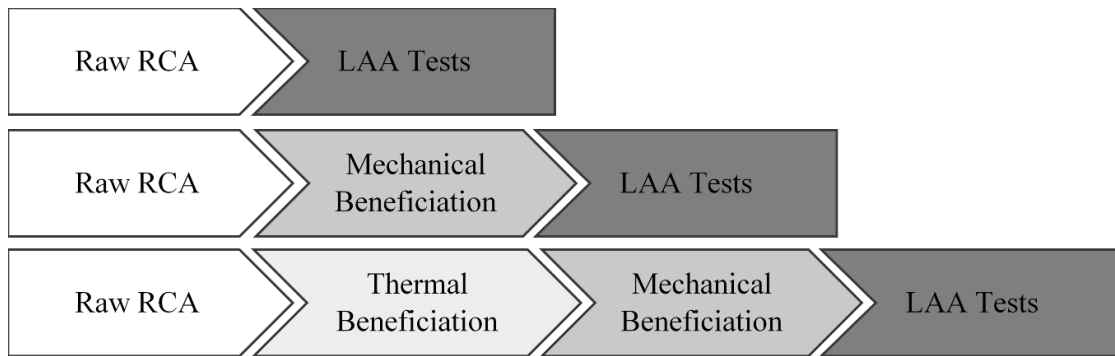 Raw RCA LAA Tests
Raw RCA Mechanical Beneficiation LAA Tests
Raw RCA Thermal Beneficiation Mechanical Beneficiation LAA Tests